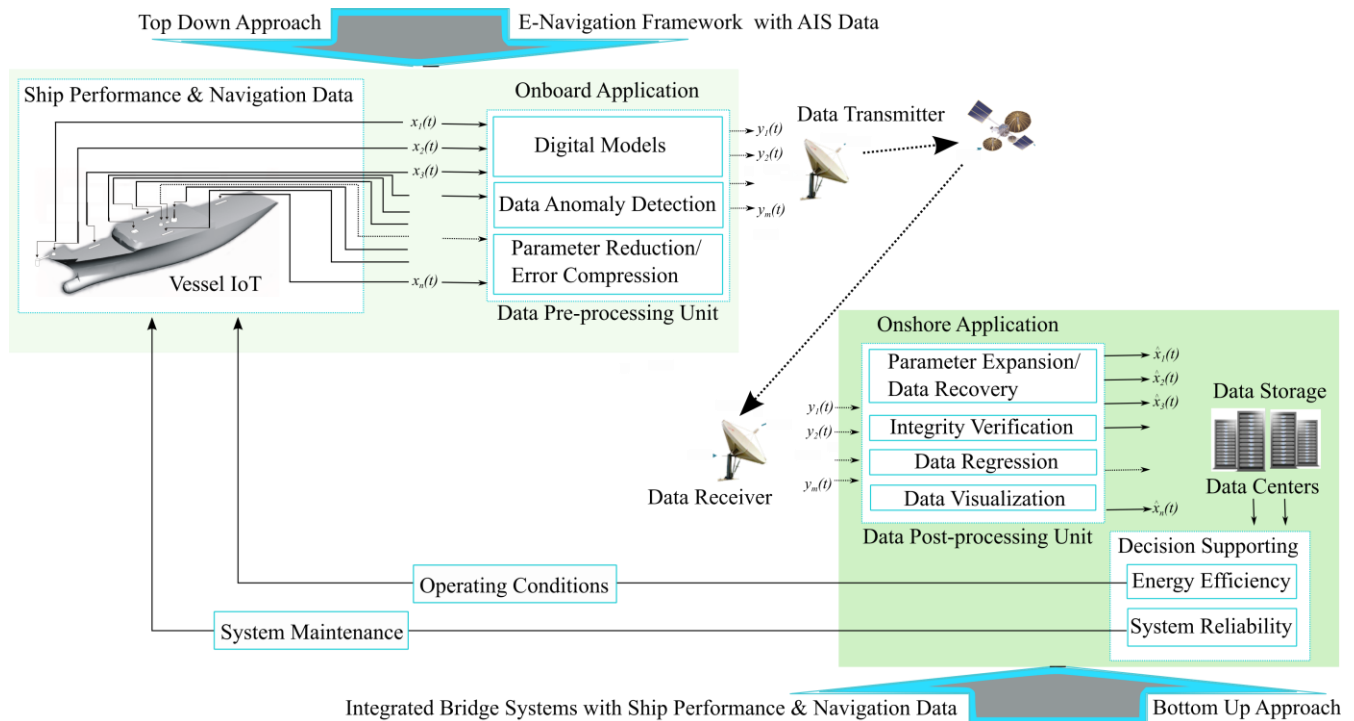 Top Down Approach
E-Navigation Framework with AIS Data
Ship Performance & Navigation Data
Onboard Application
x1(t)
x2(t)
x3(t)
xn(t)
Vessel IoT
Digital Models
Data Anomaly Detection
Parameter Reduction/
Error Compression
Data Pre-processing Unit
y1(t)
y2(t)
ym(t)
Data Transmitter
Data Receiver
Onshore Application
y1(t)
y2(t)
ym(t)
Parameter Expansion/
Data Recovery
Integrity Verification
Data Regression
Data Visualization
Data Post-processing Unit
x̂1(t)
x̂2(t)
x̂3(t)
x̂n(t)
Data Storage
Data Centers
Decision Supporting
Energy Efficiency
System Reliability
Operating Conditions
System Maintenance
Integrated Bridge Systems with Ship Performance & Navigation Data
Bottom Up Approach